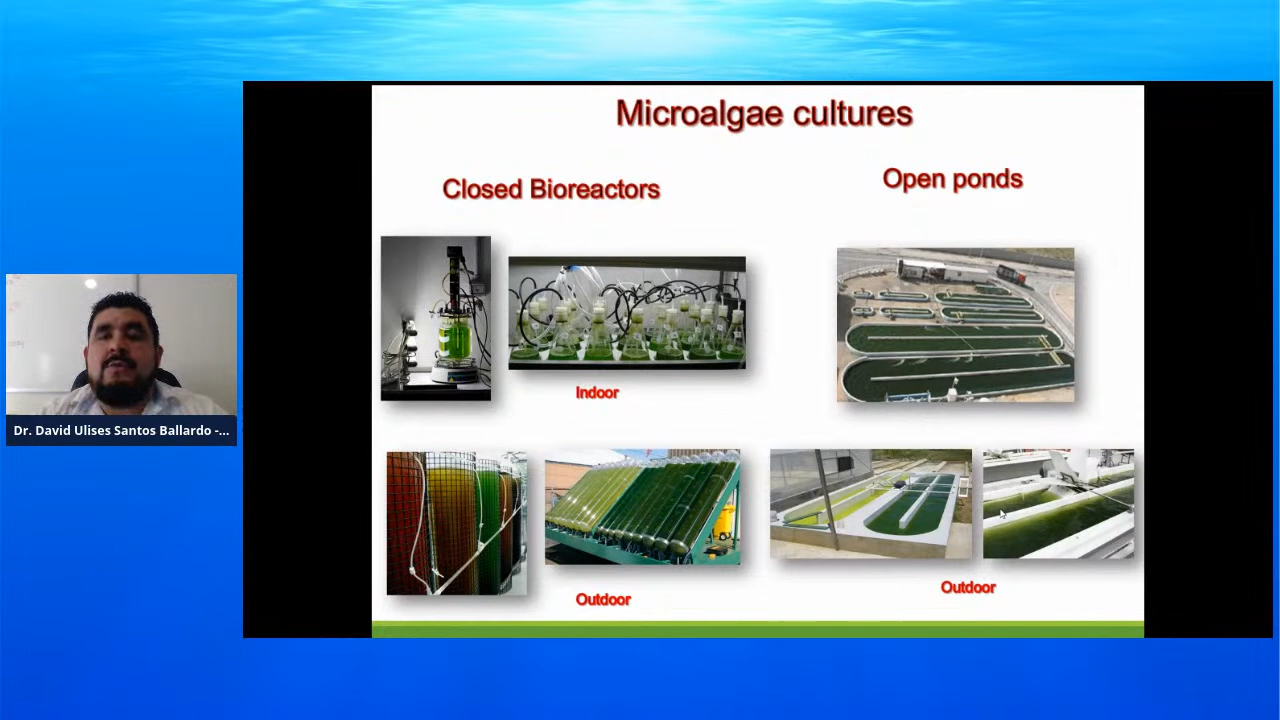 Microalgae cultures
Closed Bioreactors
Open ponds
Indoor
Outdoor
Outdoor
Dr. David Ulises Santos Ballardo -...